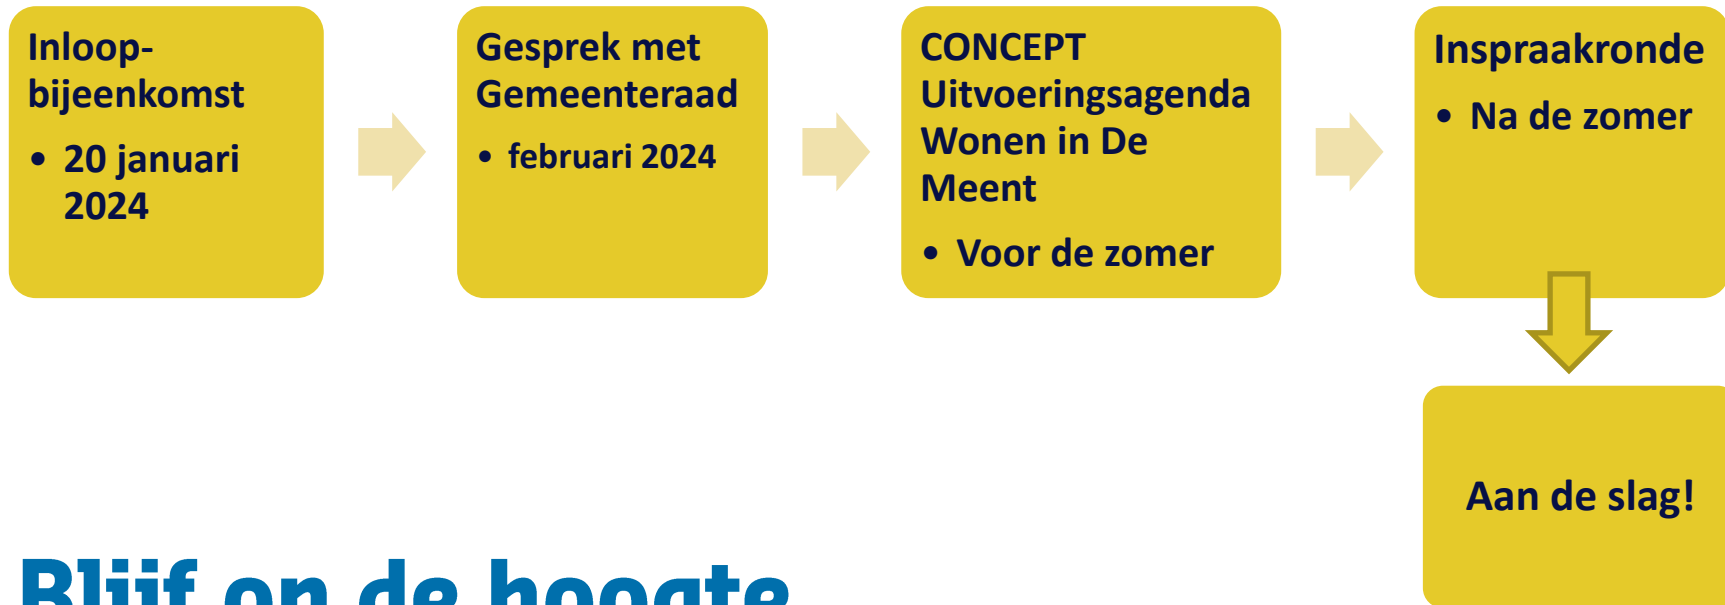 Inloop-
bijeenkomst
• 20 januari
2024
Gesprek met
Gemeenteraad
• februari 2024
CONCEPT
Uitvoeringsagenda
Wonen in De
Meent
• Voor de zomer
Inspraakronde
• Na de zomer
Aan de slag!
Blijf op de hoogte